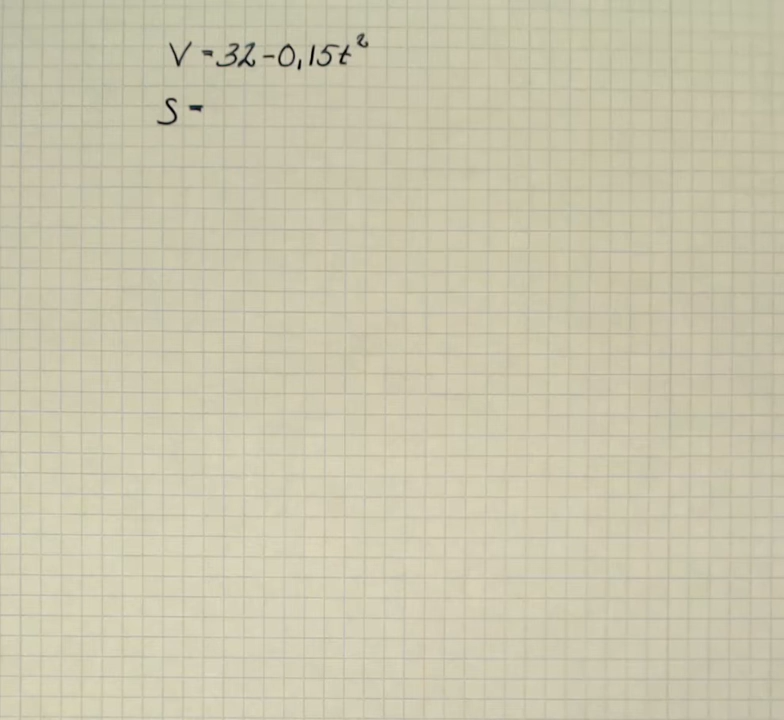 V = 32-0,15t²
S =